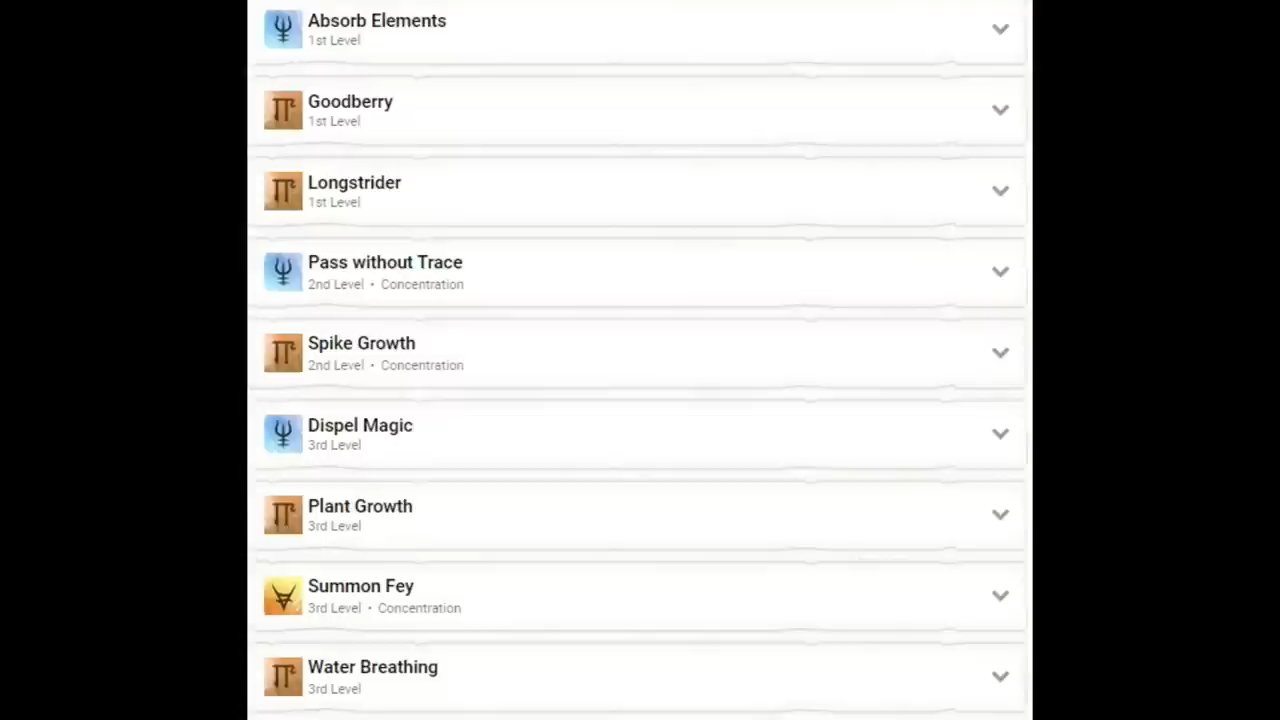 Absorb Elements
1st Level
Goodberry
1st Level
Longstrider
1st Level
Pass without Trace
2nd Level • Concentration
Spike Growth
2nd Level • Concentration
Dispel Magic
3rd Level
Plant Growth
3rd Level
Summon Fey
3rd Level • Concentration
Water Breathing
3rd Level